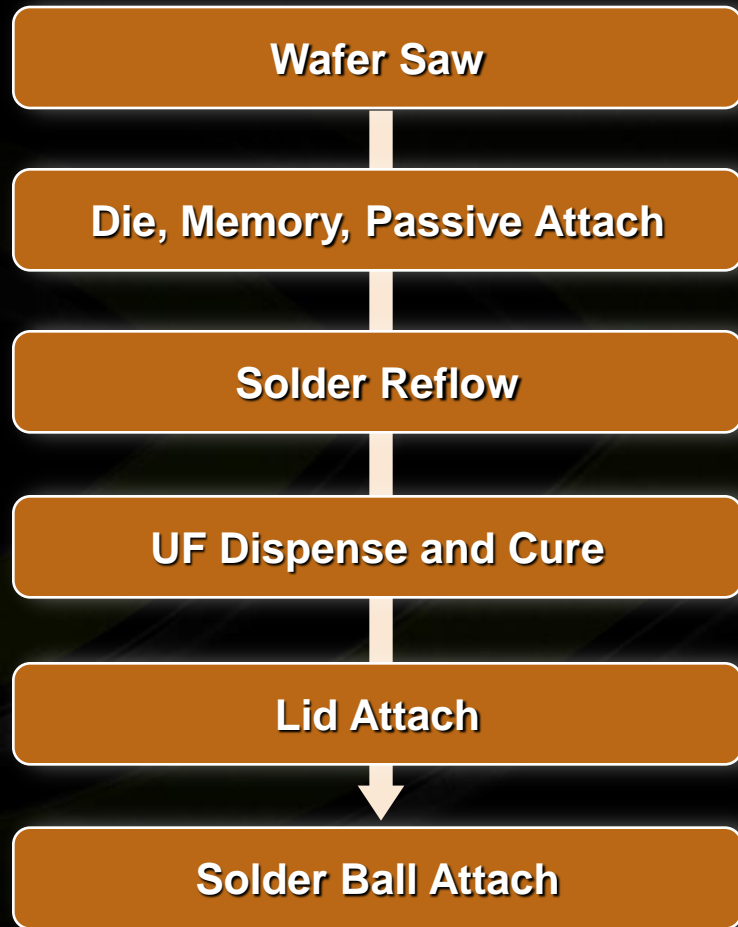 Wafer Saw
Die, Memory, Passive Attach
Solder Reflow
UF Dispense and Cure
Lid Attach
Solder Ball Attach